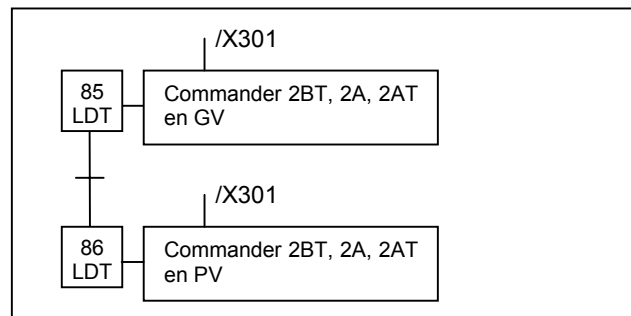 /X301
85
LDT
Commander 2BT, 2A, 2AT
en GV
/X301
86
LDT
Commander 2BT, 2A, 2AT
en PV